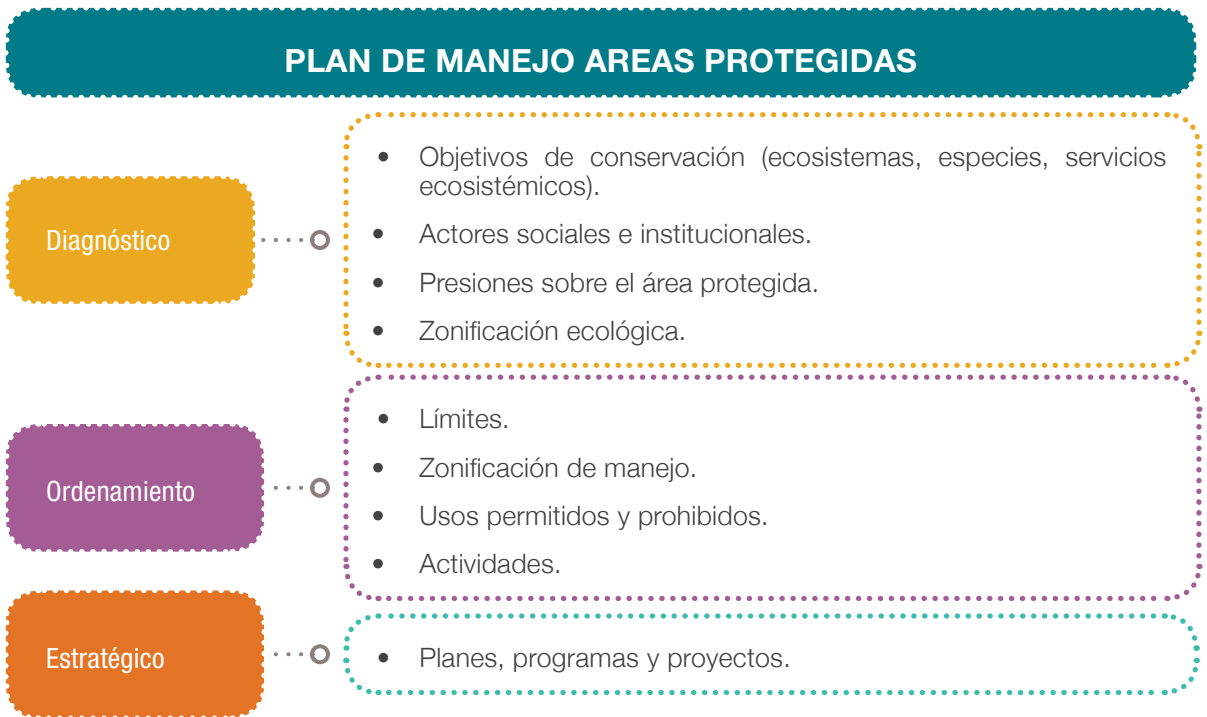 PLAN DE MANEJO AREAS PROTEGIDAS
Diagnóstico
• Objetivos de conservación (ecosistemas, especies, servicios
ecosistémicos).
• Actores sociales e institucionales.
• Presiones sobre el área protegida.
• Zonificación ecológica.
Ordenamiento
• Límites.
• Zonificación de manejo.
• Usos permitidos y prohibidos.
• Actividades.
Estratégico
• Planes, programas y proyectos.